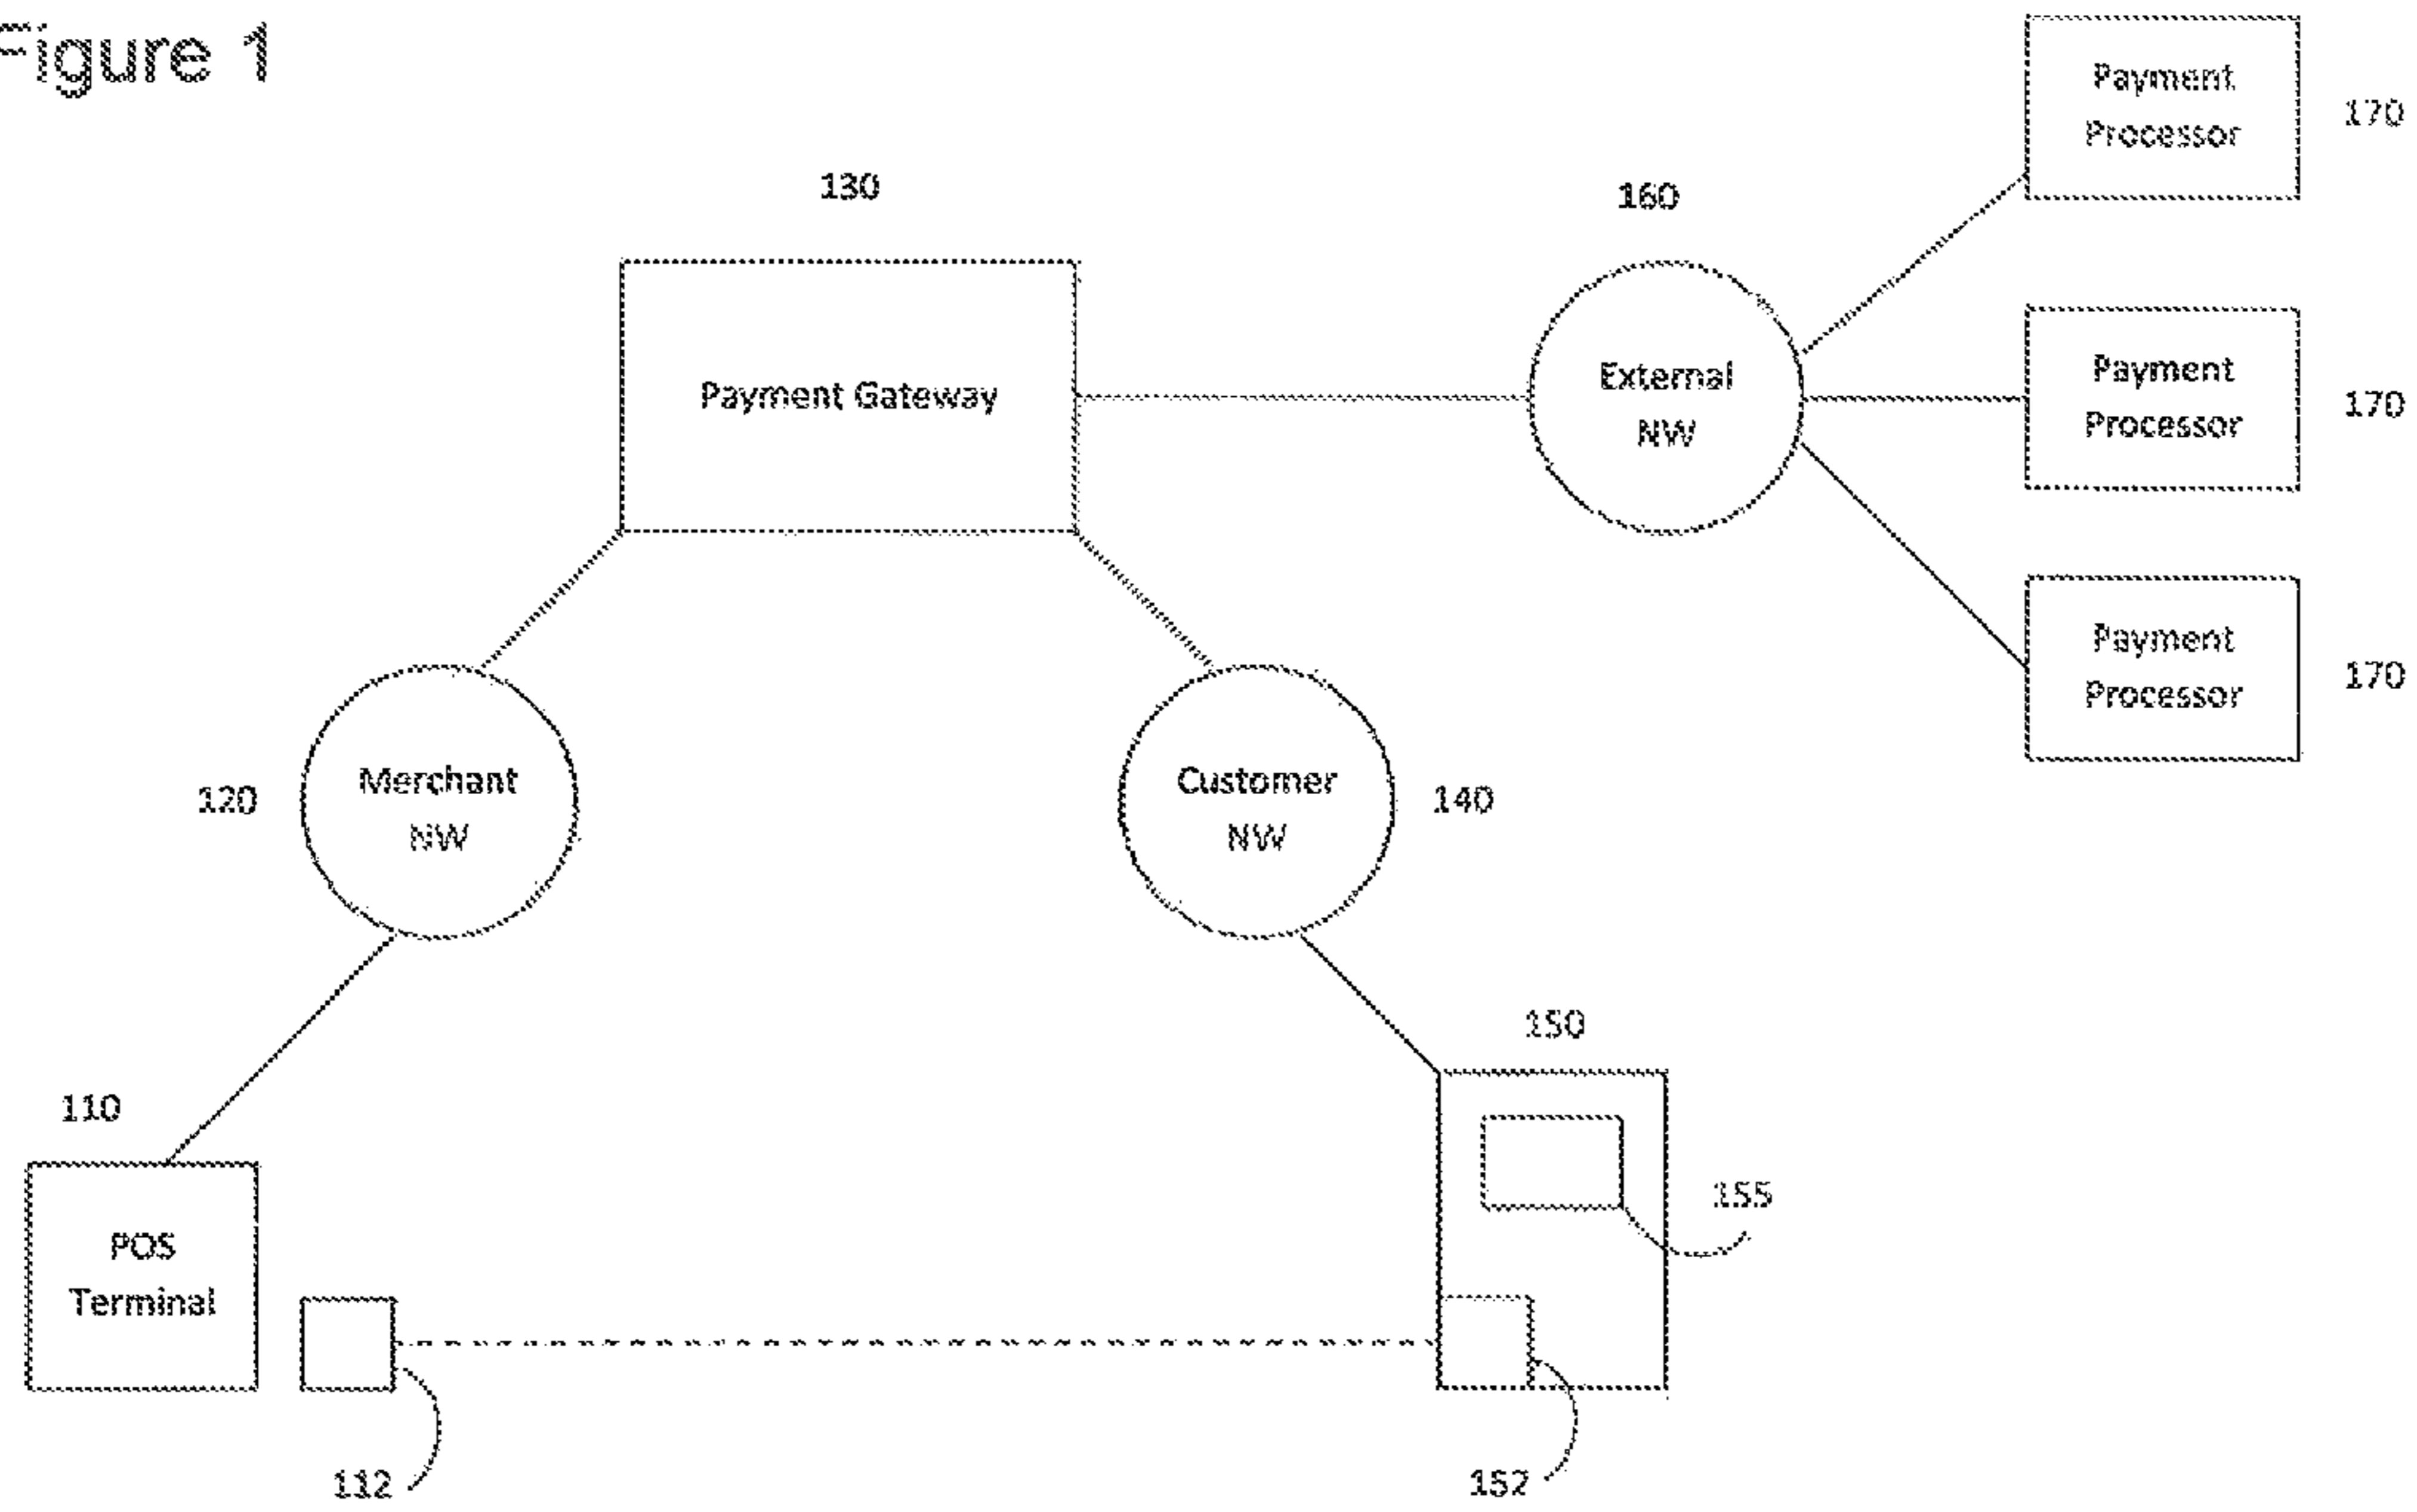 Figure 1
Payment
Processor
170
130
160
Payment Gateway
External
NW
Payment
Processor
170
Payment
Processor
170
120
Merchant
NW
Customer
NW
140
150
110
155
POS
Terminal
112
152